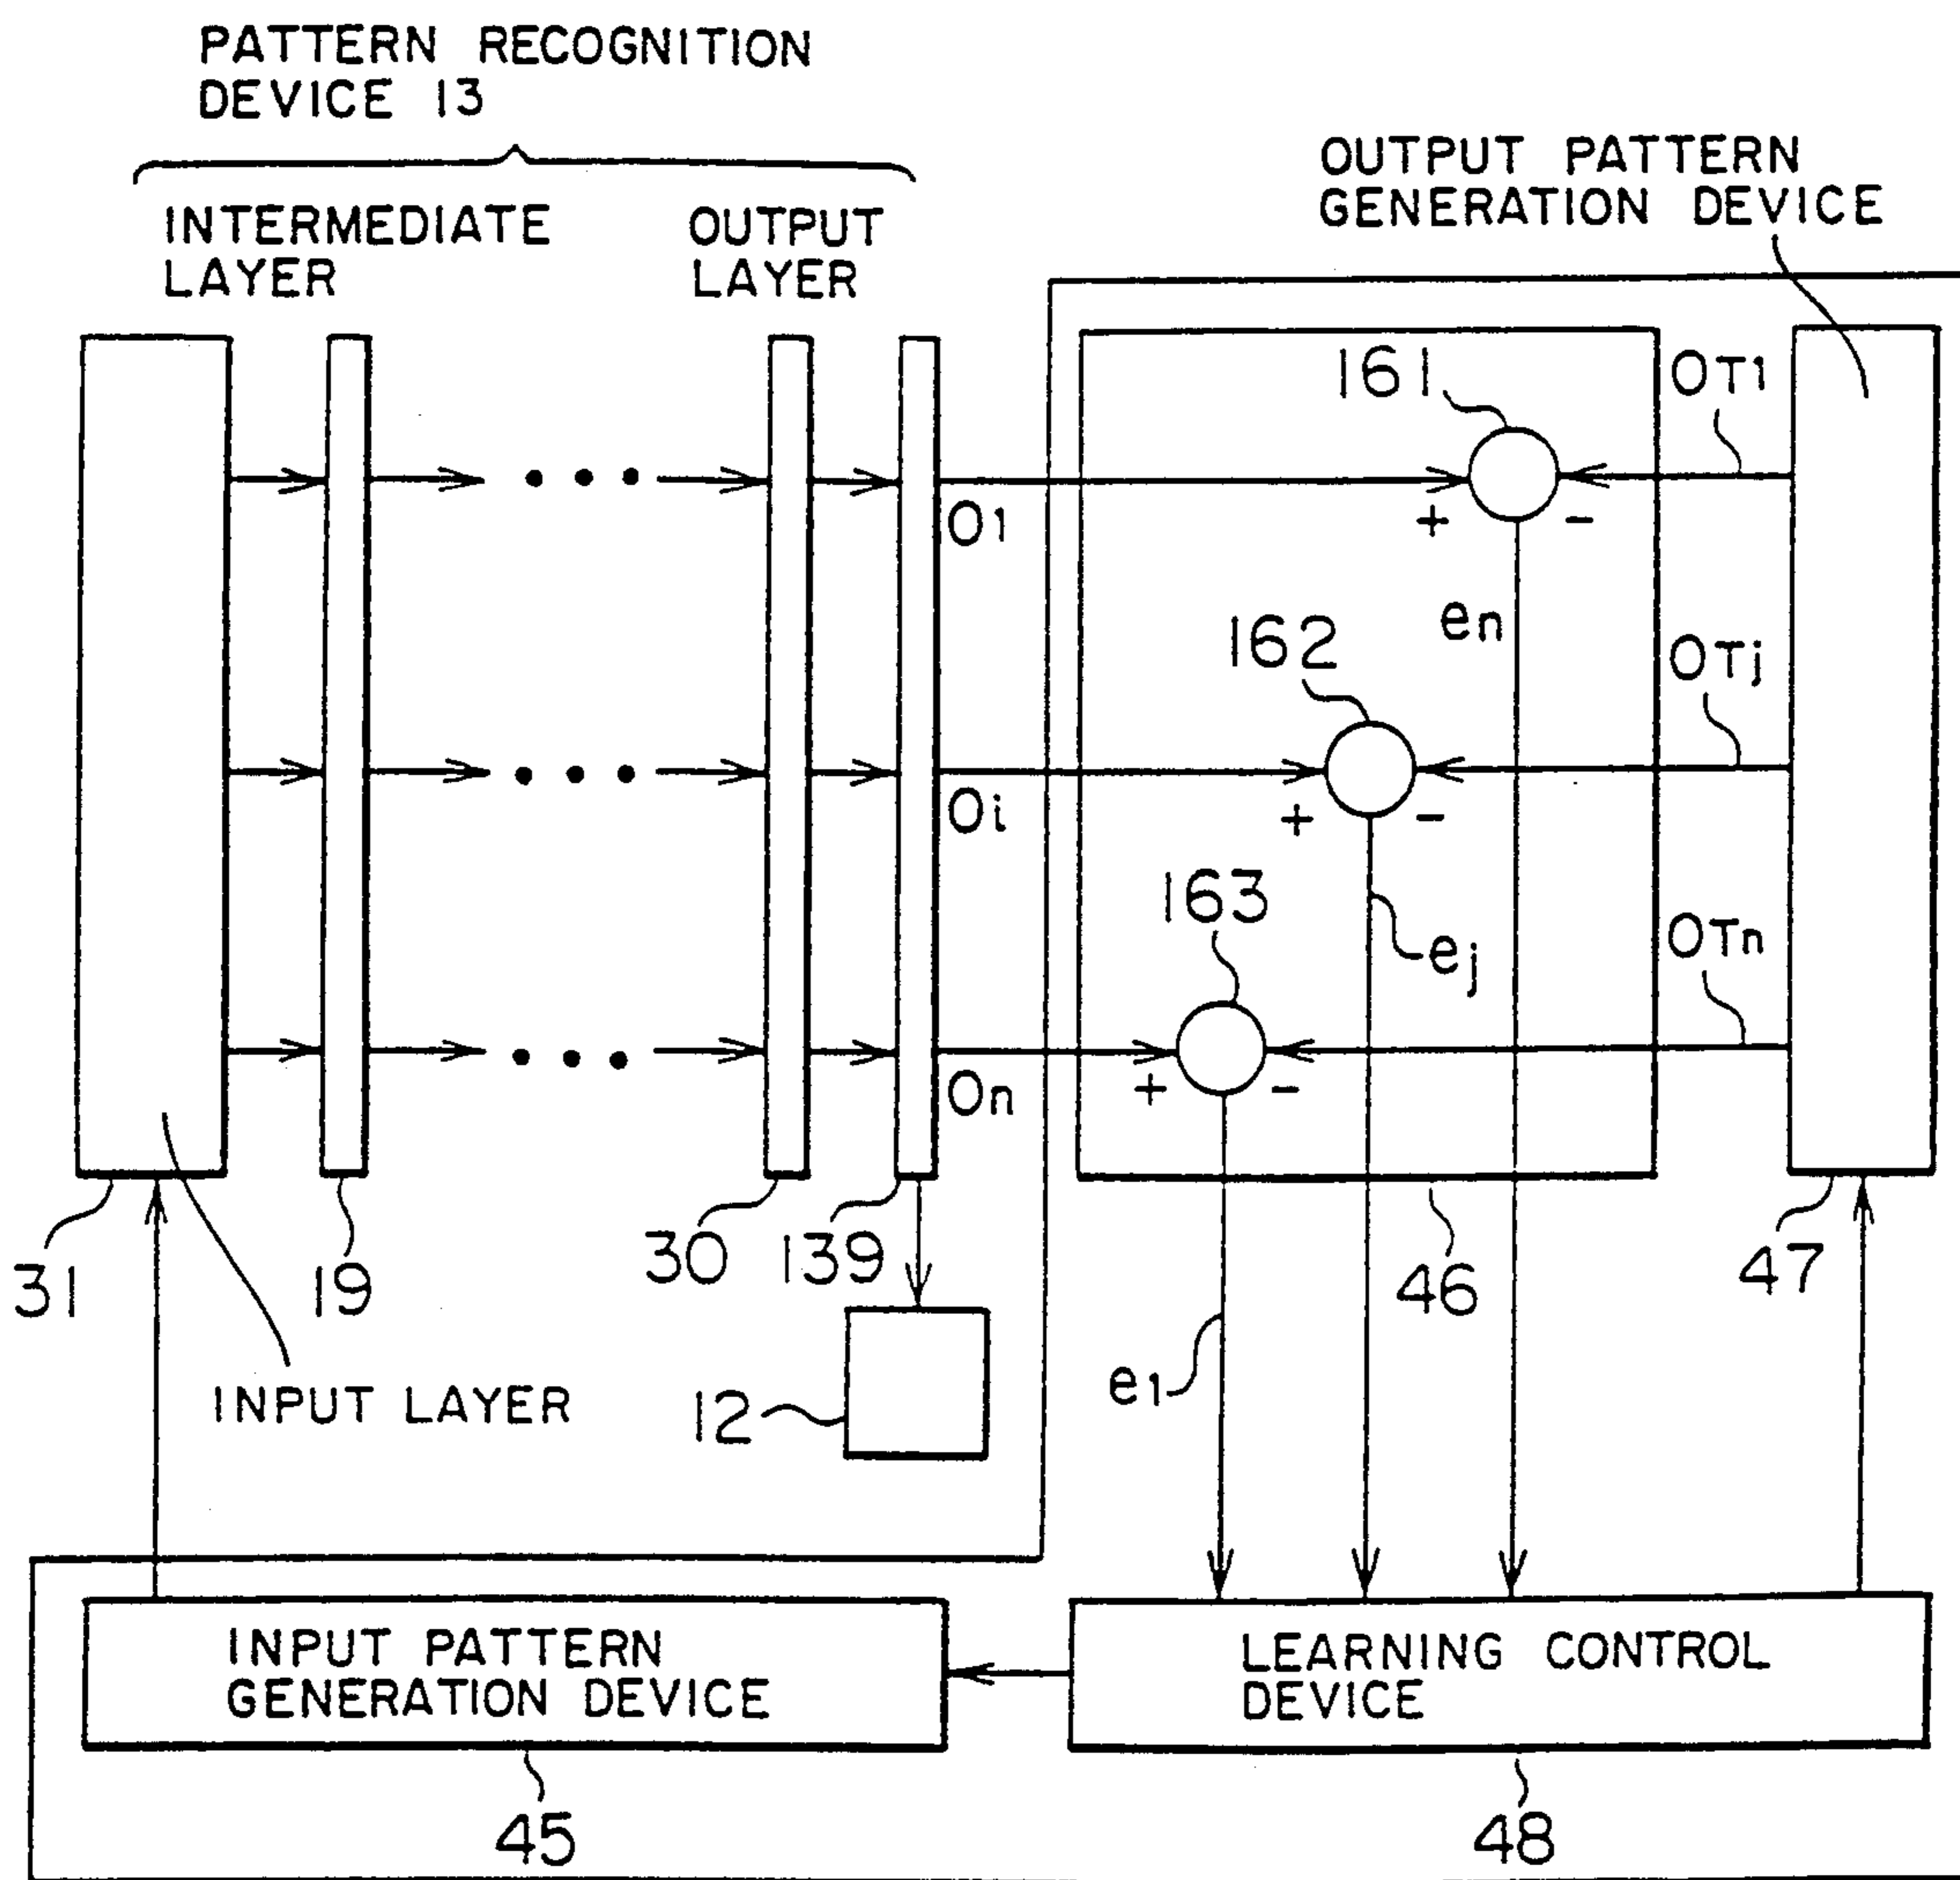 PATTERN RECOGNITION
DEVICE 13
OUTPUT PATTERN
GENERATION DEVICE
INTERMEDIATE
LAYER
OUTPUT
LAYER
161
OT1
O1
+
-
en
162
OTj
Oi
+
-
163
ej
OTn
On
+
-
31
19
30
139
46
47
e1
INPUT LAYER
12
INPUT PATTERN
GENERATION DEVICE
LEARNING CONTROL
DEVICE
45
48